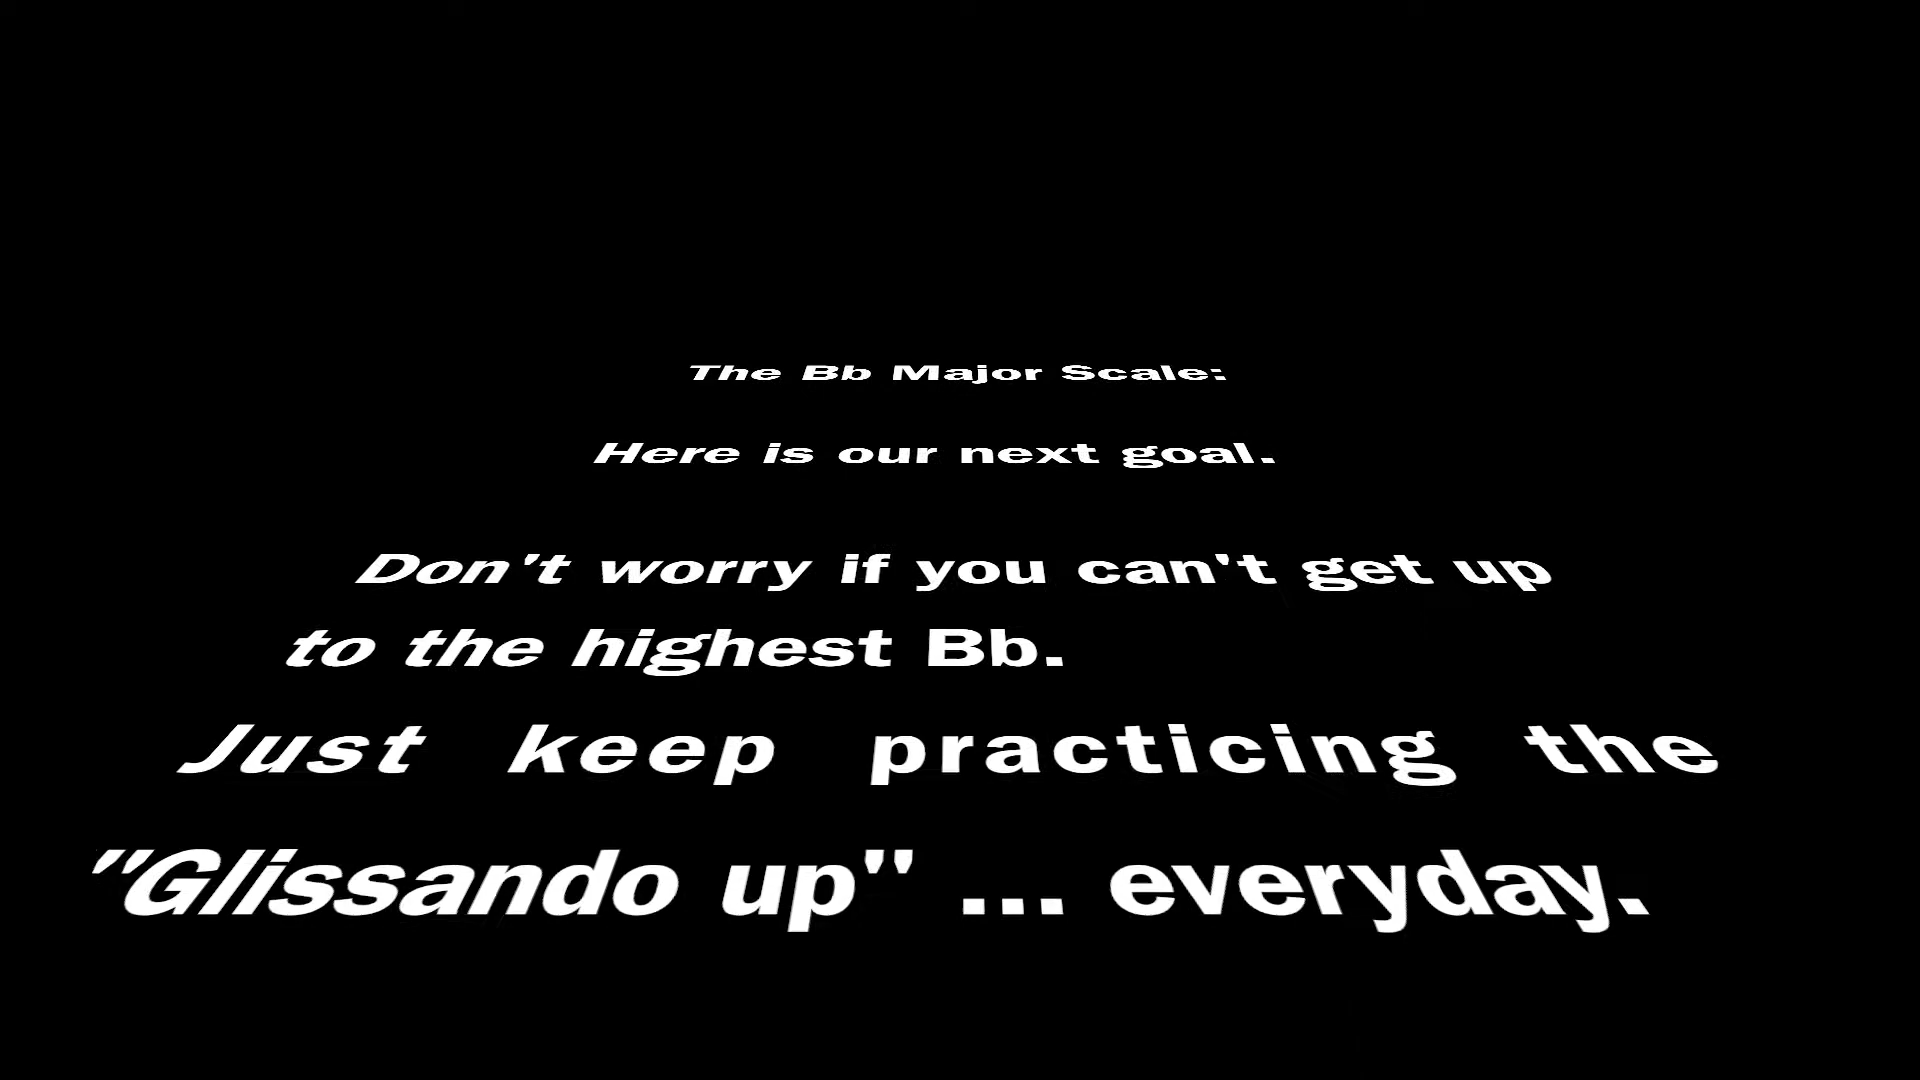 The Bb Major Scale:
Here is our next goal.
Don't worry if you can't get up
to the highest Bb.
Just keep practicing the
"Glissando up" ... everyday.